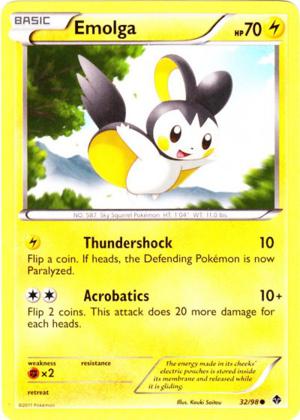 BASIC
Emolga
HP 70
NO. 587 Sky Squirrel Pokémon HT: 1'04" WT: 11.0 lbs.
Thundershock 10
Flip a coin. If heads, the Defending Pokémon is now
Paralyzed.
Acrobatics 10+
Flip 2 coins. This attack does 20 more damage for
each heads.
weakness
resistance
×2
retreat
The energy made in its cheeks'
electric pouches is stored inside
its membrane and released while
it is gliding.
Illus. Kouki Saitou
32/98
©2011 Pokémon